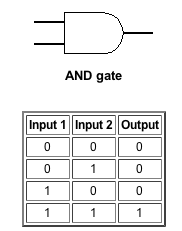 AND gate
Input 1 Input 2 Output
0 0 0
0 1 0
1 0 0
1 1 1